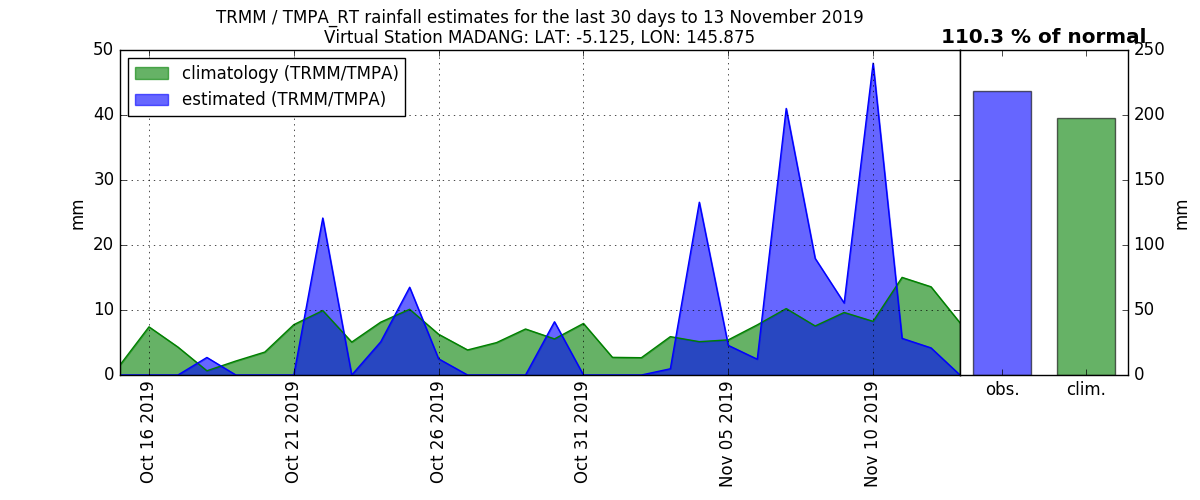 TRMM / TMPA_RT rainfall estimates for the last 30 days to 13 November 2019
Virtual Station MADANG: LAT: -5.125, LON: 145.875
110.3 % of normal
climatology (TRMM/TMPA)
estimated (TRMM/TMPA)
50
40
30
20
10
0
mm
Oct 16 2019
Oct 21 2019
Oct 26 2019
Oct 31 2019
Nov 05 2019
Nov 10 2019
obs.
clim.
250
200
150
100
50
0
mm